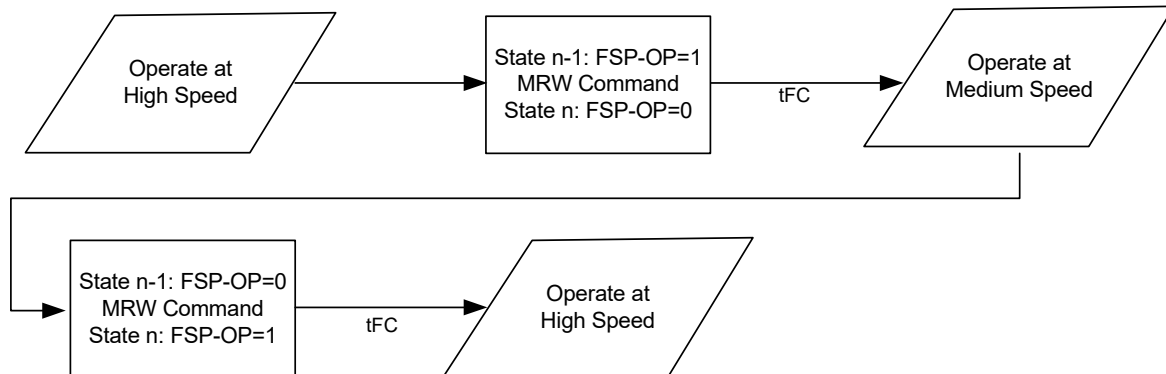 Operate at
High Speed
State n-1: FSP-OP=1
MRW Command
State n: FSP-OP=0
tFC
Operate at
Medium Speed
State n-1: FSP-OP=0
MRW Command
State n: FSP-OP=1
tFC
Operate at
High Speed